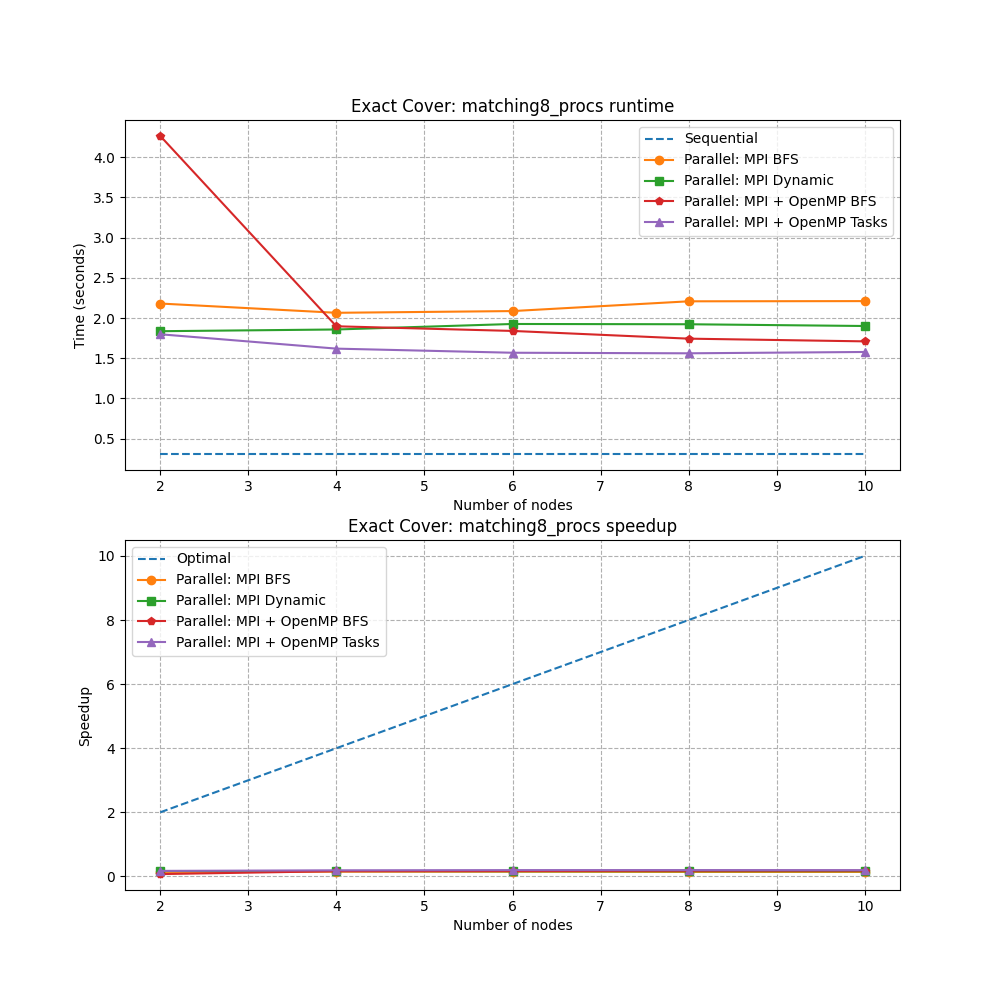 Exact Cover: matching8_procs runtime
Time (seconds)
4.0
3.5
3.0
2.5
2.0
1.5
1.0
0.5
Sequential
Parallel: MPI BFS
Parallel: MPI Dynamic
Parallel: MPI + OpenMP BFS
Parallel: MPI + OpenMP Tasks
2 3 4 5 6 7 8 9 10
Number of nodes
Exact Cover: matching8_procs speedup
Speedup
10
8
6
4
2
0
Optimal
Parallel: MPI BFS
Parallel: MPI Dynamic
Parallel: MPI + OpenMP BFS
Parallel: MPI + OpenMP Tasks
2 3 4 5 6 7 8 9 10
Number of nodes